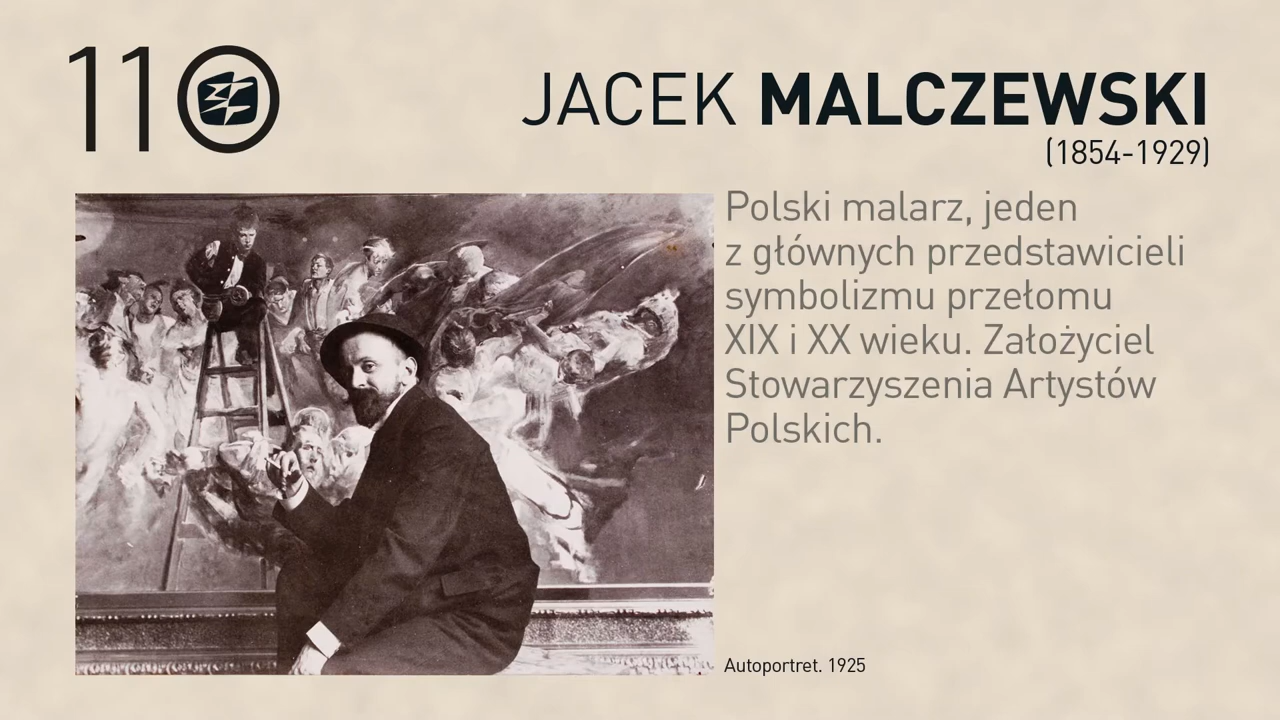 110
JACEK MALCZEWSKI
(1854-1929)
Polski malarz, jeden
z głównych przedstawicieli
symbolizmu przełomu
XIX i XX wieku. Założyciel
Stowarzyszenia Artystów
Polskich.
Autoportret. 1925